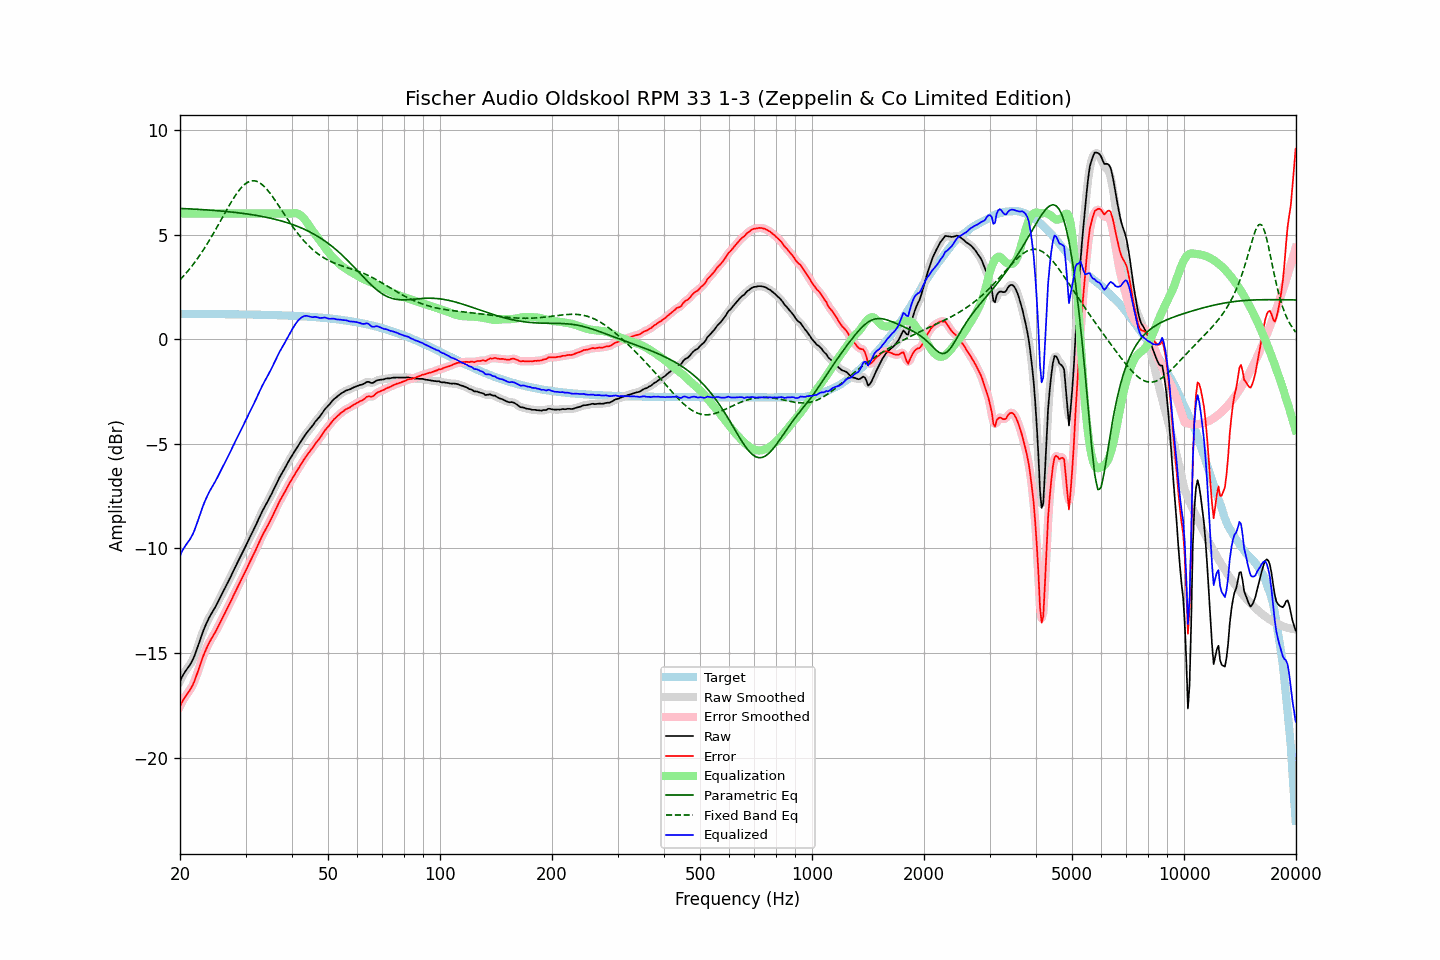 Fischer Audio Oldskool RPM 33 1-3 (Zeppelin & Co Limited Edition)
10
5
0
−5
−10
−15
−20
Amplitude (dBr)
Target
Raw Smoothed
Error Smoothed
Raw
Error
Equalization
Parametric Eq
Fixed Band Eq
Equalized
20 50 100 200 500 1000 2000 5000 10000 20000
Frequency (Hz)